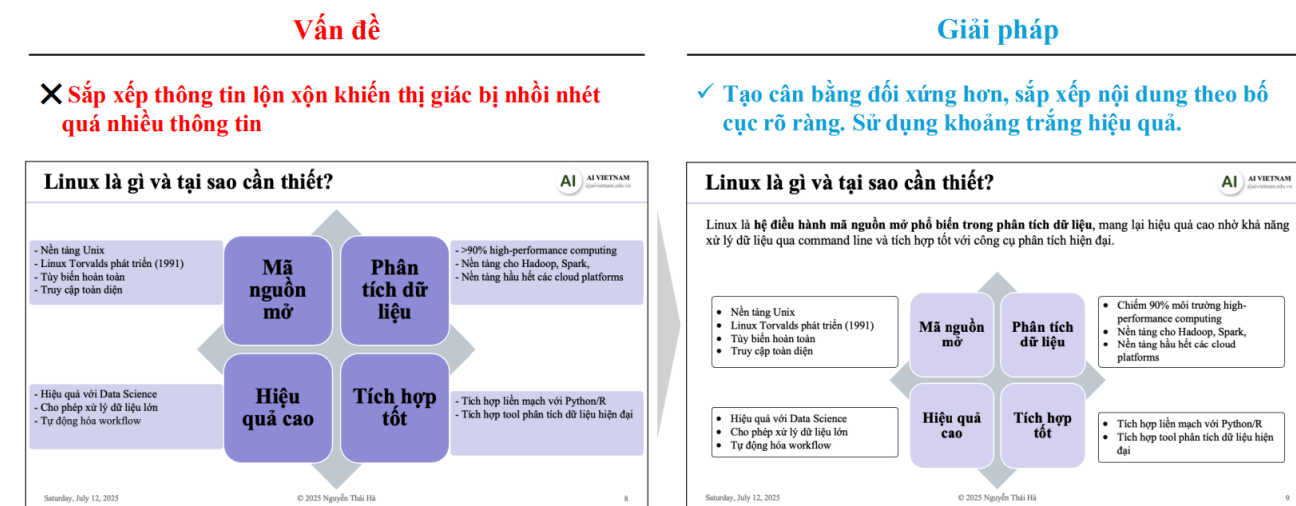 Vấn đề
✕ Sắp xếp thông tin lộn xộn khiến thị giác bị nhồi nhét
quá nhiều thông tin
Linux là gì và tại sao cần thiết?
AI
AI VIETNAM
@aivietnam.edu.vn
- Nền tảng Unix
- Linux Torvalds phát triển (1991)
- Tùy biến hoàn toàn
- Truy cập toàn diện
Mã
nguồn
mở
Phân
tích dữ
liệu
- >90% high-performance computing
- Nền tảng cho Hadoop, Spark,
- Nền tảng hầu hết các cloud platforms
- Hiệu quả với Data Science
- Cho phép xử lý dữ liệu lớn
- Tự động hóa workflow
Hiệu
quả cao
Tích hợp
tốt
- Tích hợp liền mạch với Python/R
- Tích hợp tool phân tích dữ liệu hiện đại
Saturday, July 12, 2025
© 2025 Nguyễn Thái Hà
8
Giải pháp
✓ Tạo cân bằng đối xứng hơn, sắp xếp nội dung theo bố
cục rõ ràng. Sử dụng khoảng trắng hiệu quả.
Linux là gì và tại sao cần thiết?
AI
AI VIETNAM
@aivietnam.edu.vn
Linux là hệ điều hành mã nguồn mở phổ biến trong phân tích dữ liệu, mang lại hiệu quả cao nhờ khả năng
xử lý dữ liệu qua command line và tích hợp tốt với công cụ phân tích hiện đại.
• Nền tảng Unix
• Linux Torvalds phát triển (1991)
• Tùy biến hoàn toàn
• Truy cập toàn diện
Mã nguồn
mở
Phân tích
dữ liệu
• Chiếm 90% môi trường high-
performance computing
• Nền tảng cho Hadoop, Spark,
• Nền tảng hầu hết các cloud
platforms
• Hiệu quả với Data Science
• Cho phép xử lý dữ liệu lớn
• Tự động hóa workflow
Hiệu quả
cao
Tích hợp
tốt
• Tích hợp liền mạch với Python/R
• Tích hợp tool phân tích dữ liệu hiện
đại
Saturday, July 12, 2025
© 2025 Nguyễn Thái Hà
9